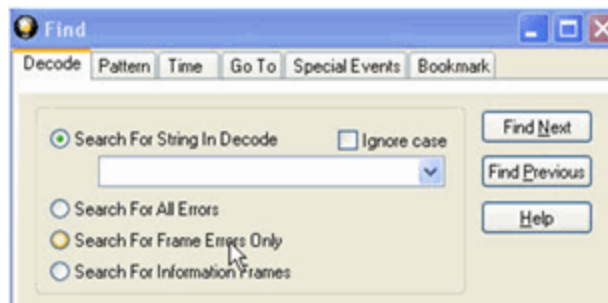 Find
Decode Pattern Time Go To Special Events Bookmark
Search For String In Decode Ignore case
Find Next
Find Previous
Search For All Errors
Help
Search For Frame Errors Only
Search For Information Frames